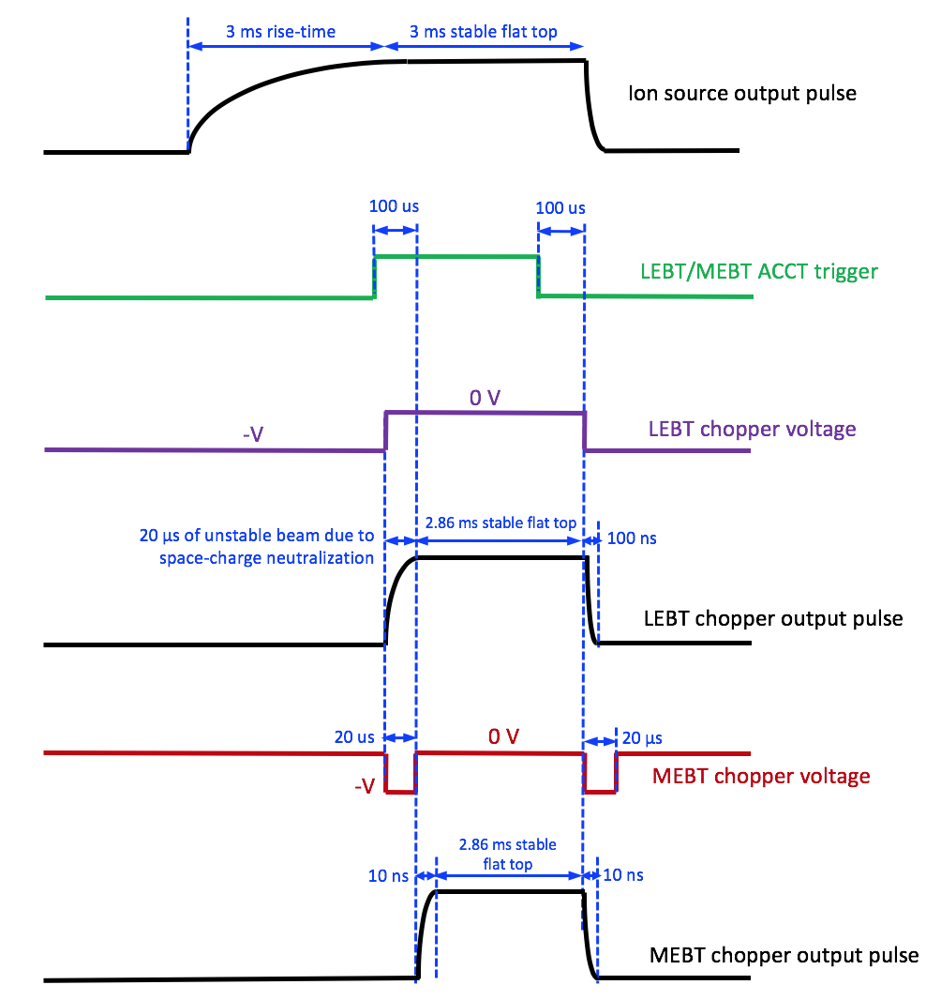 3 ms rise-time
3 ms stable flat top
Ion source output pulse
100 us
100 us
LEBT/MEBT ACCT trigger
0 V
-V
LEBT chopper voltage
2.86 ms stable flat top
20 µs of unstable beam due to
space-charge neutralization
100 ns
LEBT chopper output pulse
20 us
0 V
20 µs
-V
MEBT chopper voltage
2.86 ms stable
flat top
10 ns
10 ns
MEBT chopper output pulse